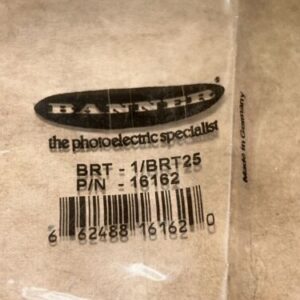 BANNER®
the photoelectric specialist
BRT - 1/BRT25
P/N - 16162
6 62488 16162 0
Made in Germany